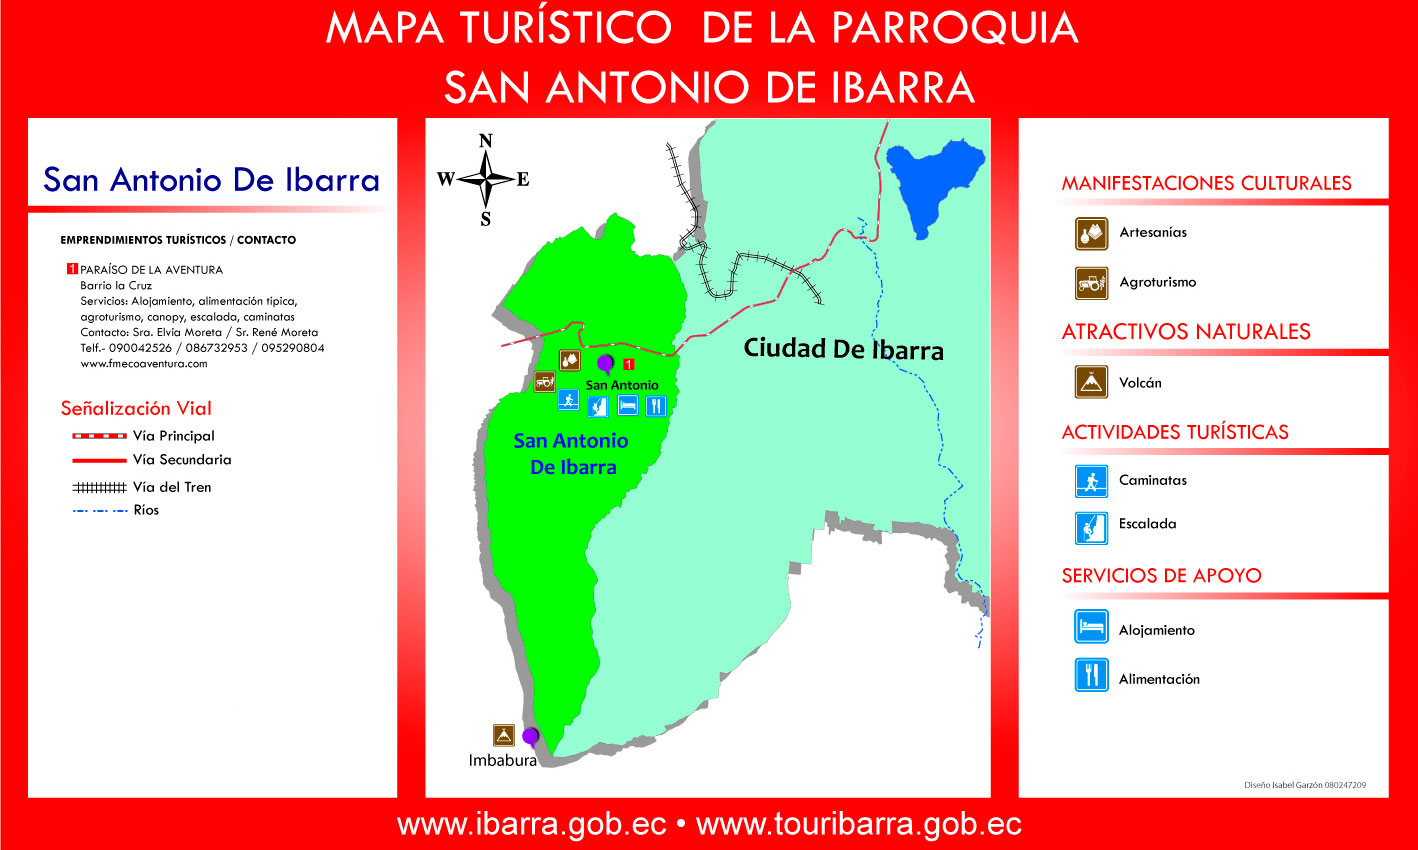 MAPA TURÍSTICO DE LA PARROQUIA
SAN ANTONIO DE IBARRA
San Antonio De Ibarra
EMPRENDIMIENTOS TURÍSTICOS / CONTACTO
1 PARAÍSO DE LA AVENTURA
Barrio la Cruz
Servicios: Alojamiento, alimentación típica,
agroturismo, canopy, escalada, caminatas
Contacto: Sra. Elvia Moreta / Sr. René Moreta
Telf.- 090042526 / 086732953 / 095290804
www.fmecoaventura.com
Señalización Vial
Vía Principal
Vía Secundaria
Vía del Tren
Ríos
N
W E
S
Ciudad De Ibarra
1
San Antonio
San Antonio
De Ibarra
Imbabura
MANIFESTACIONES CULTURALES
Artesanías
Agroturismo
ATRACTIVOS NATURALES
Volcán
ACTIVIDADES TURÍSTICAS
Caminatas
Escalada
SERVICIOS DE APOYO
Alojamiento
Alimentación
Diseño Isabel Garzón 080247209
www.ibarra.gob.ec • www.touribarra.gob.ec